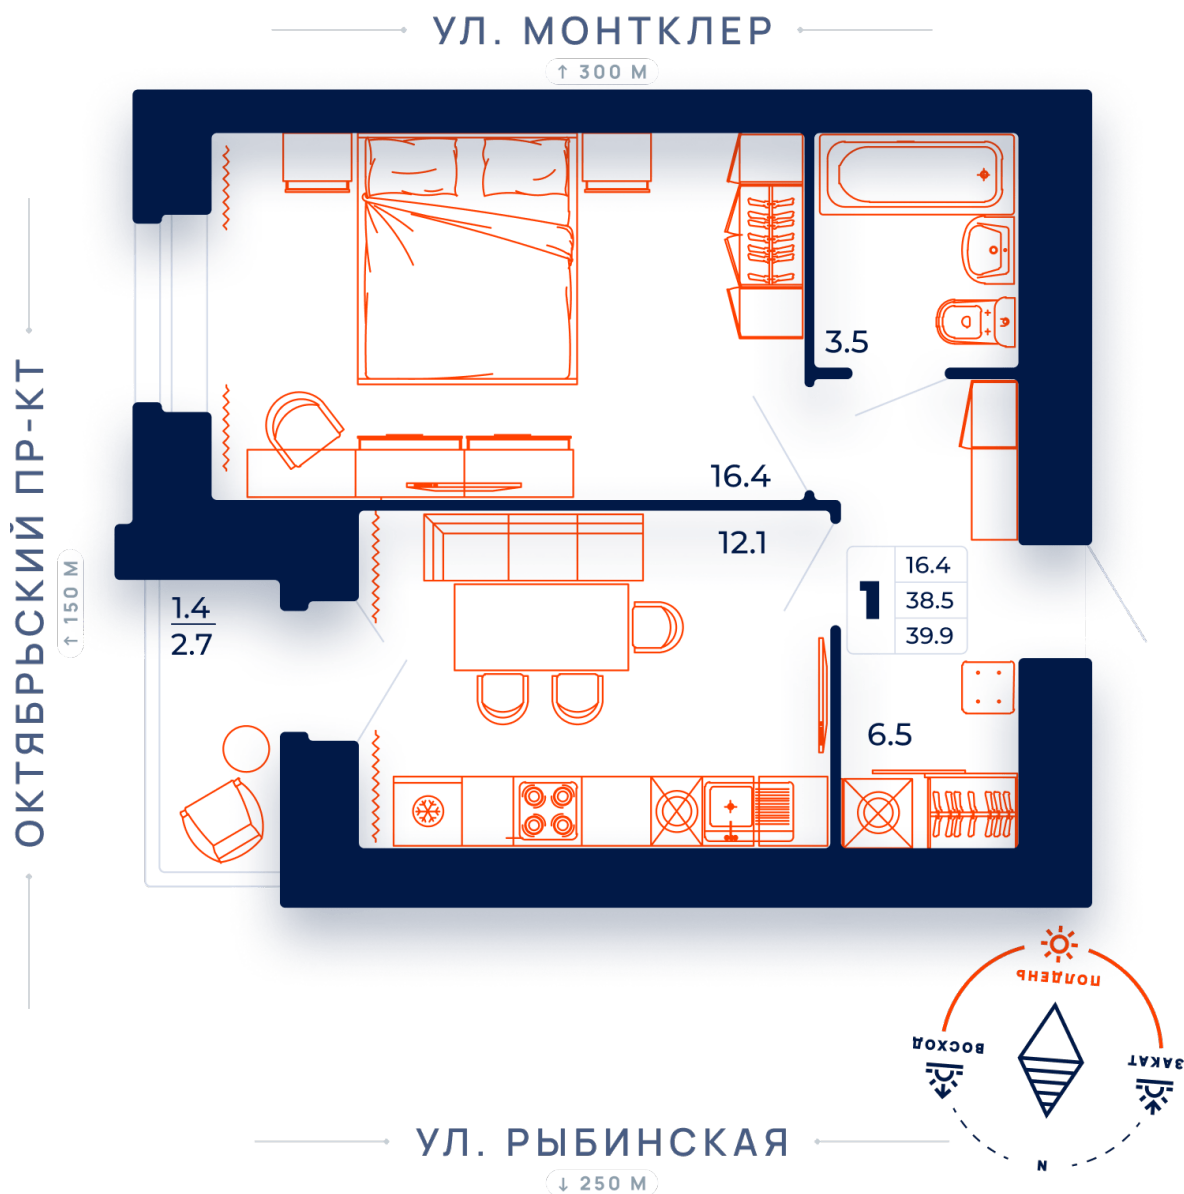 УЛ. МОНТКЛЕР
↑ 300 М
ОКТЯБРЬСКИЙ ПР-КТ
↑ 150 М
3.5
16.4
12.1
1.4
2.7
1
16.4
38.5
39.9
6.5
ПОЛДЕНЬ
ВОСХОД
ЗАКАТ
N
УЛ. РЫБИНСКАЯ
↓ 250 М